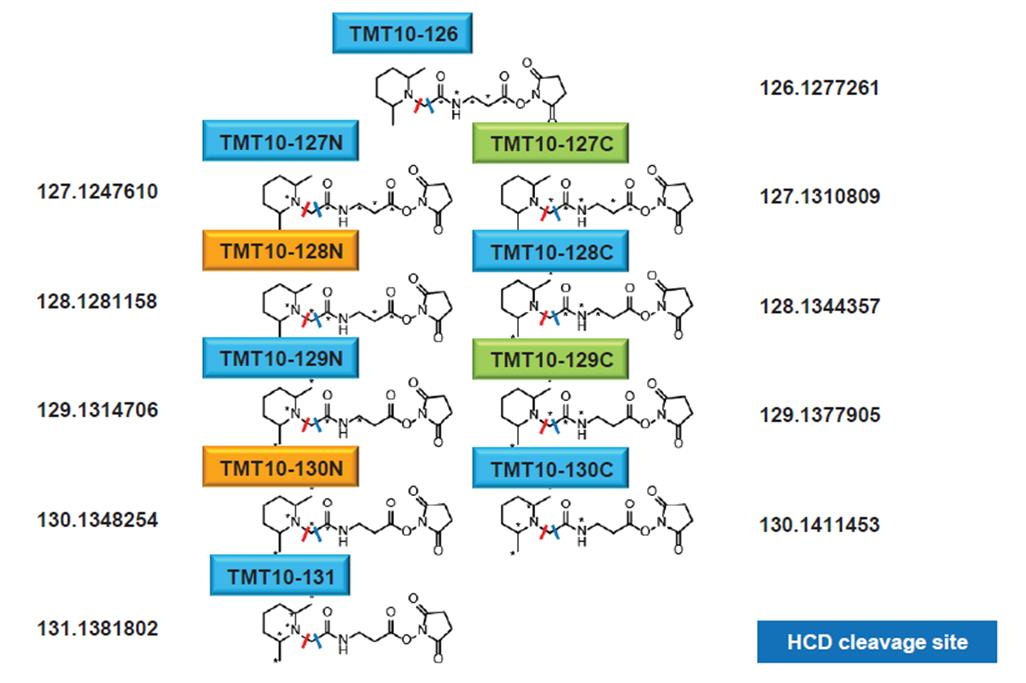 TMT10-126
126.1277261
TMT10-127N
TMT10-127C
127.1247610
127.1310809
TMT10-128N
TMT10-128C
128.1281158
128.1344357
TMT10-129N
TMT10-129C
129.1314706
129.1377905
TMT10-130N
TMT10-130C
130.1348254
130.1411453
TMT10-131
131.1381802
HCD cleavage site